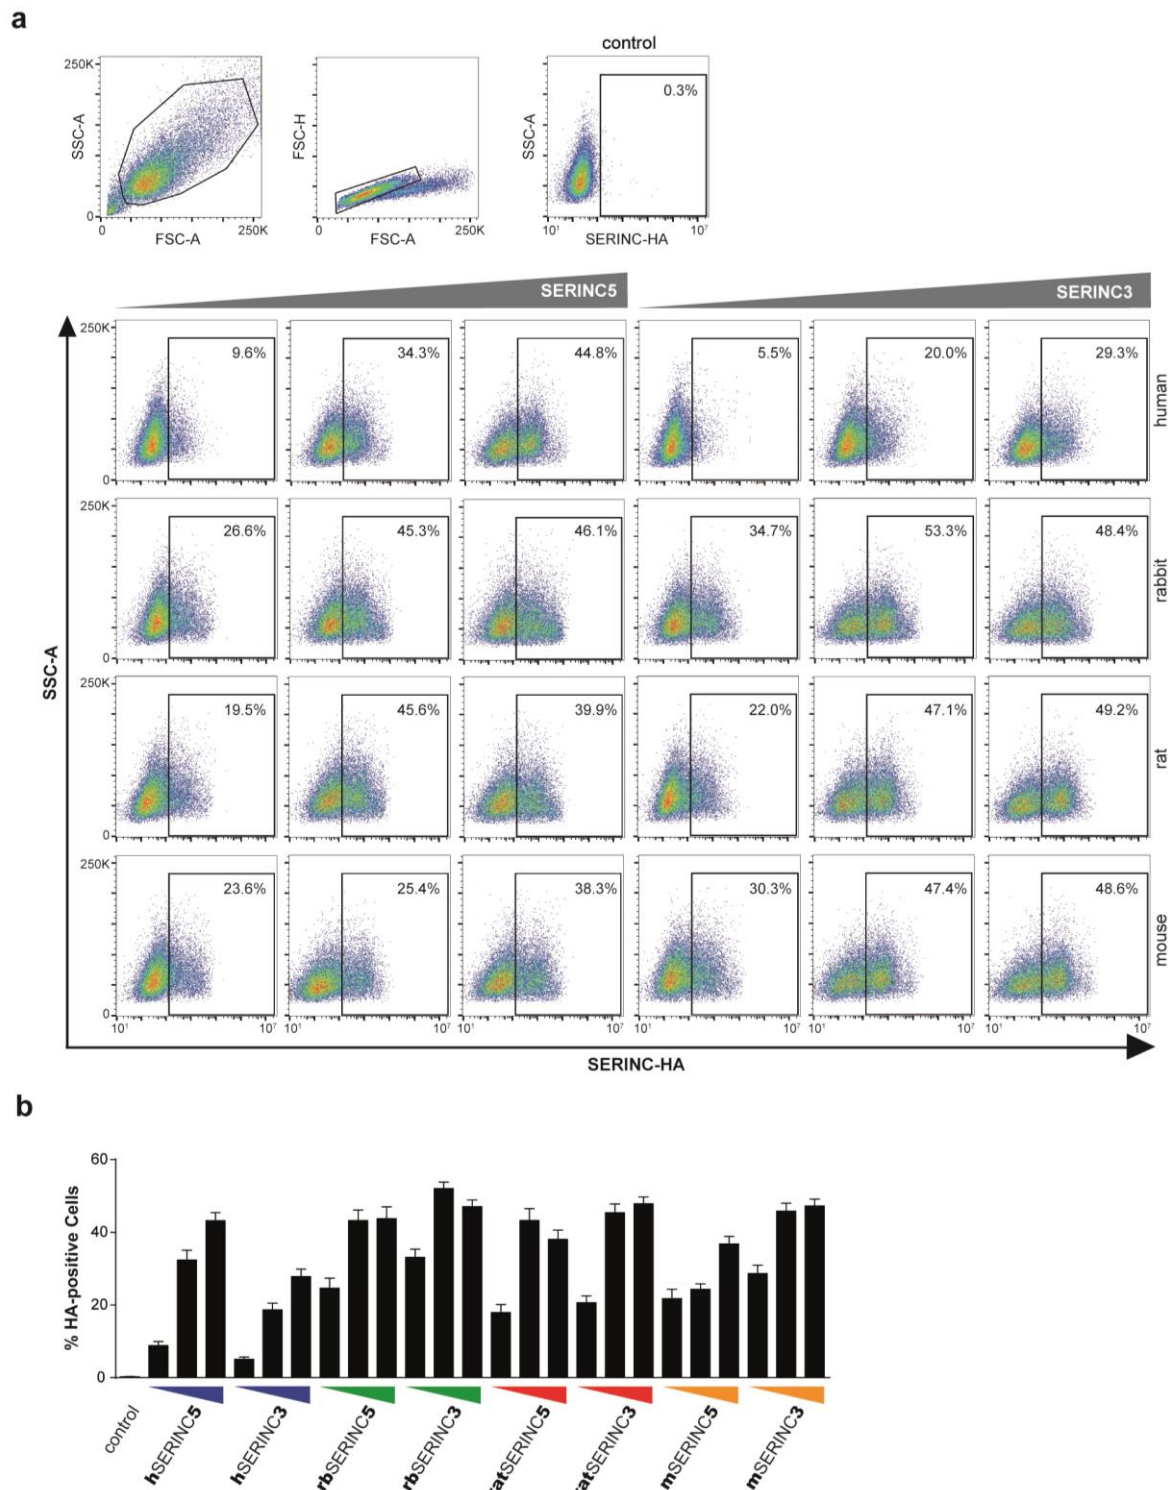 a
control
250K
SSC-A
0
0
250K
FSC-A
FSC-H
0
250K
FSC-A
SSC-A
0.3%
10¹
10⁷
SERINC-HA
SERINC5
SERINC3
250K
9.6%
34.3%
44.8%
5.5%
20.0%
29.3%
human
0
250K
26.6%
45.3%
46.1%
34.7%
53.3%
48.4%
rabbit
0
SSC-A
250K
19.5%
45.6%
39.9%
22.0%
47.1%
49.2%
rat
0
250K
23.6%
25.4%
38.3%
30.3%
47.4%
48.6%
mouse
0
10¹ 10⁷ 10¹ 10⁷ 10¹ 10⁷ 10¹ 10⁷ 10¹ 10⁷ 10¹ 10⁷
SERINC-HA
b
% HA-positive Cells
60
40
20
0
control
hSERINC5
hSERINC3
rbSERINC5
rbSERINC3
ratSERINC5
ratSERINC3
mSERINC5
mSERINC3